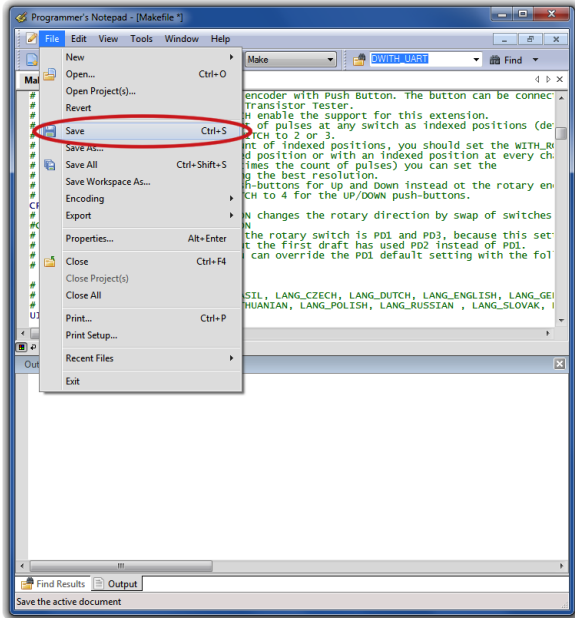 Programmer's Notepad - [Makefile *]
File Edit View Tools Window Help
Make DWITH_UART Find
New
Open... Ctrl+O
Open Project(s)...
Revert
Save Ctrl+S
Save As...
Save All Ctrl+Shift+S
Save Workspace As...
Encoding
Export
Properties... Alt+Enter
Close Ctrl+F4
Close Project(s)
Close All
Print... Ctrl+P
Print Setup...
Recent Files
Exit
encoder with Push Button. The button can be connec
Transistor Tester.
H enable the support for this extension.
of pulses at any switch as indexed positions (de
TCH to 2 or 3.
nt of indexed positions, you should set the WITH_R
ed position or with an indexed position at every ch
times the count of pulses) you can set the
g the best resolution.
h-buttons for Up and Down instead ot the rotary en
CH to 4 for the UP/DOWN push-buttons.
N changes the rotary direction by swap of switches
N
the rotary switch is PD1 and PD3, because this set
t the first draft has used PD2 instead of PD1.
can override the PD1 default setting with the fol
SIL, LANG_CZECH, LANG_DUTCH, LANG_ENGLISH, LANG_GE
HUANIAN, LANG_POLISH, LANG_RUSSIAN , LANG_SLOVAK,
Find Results Output
Save the active document